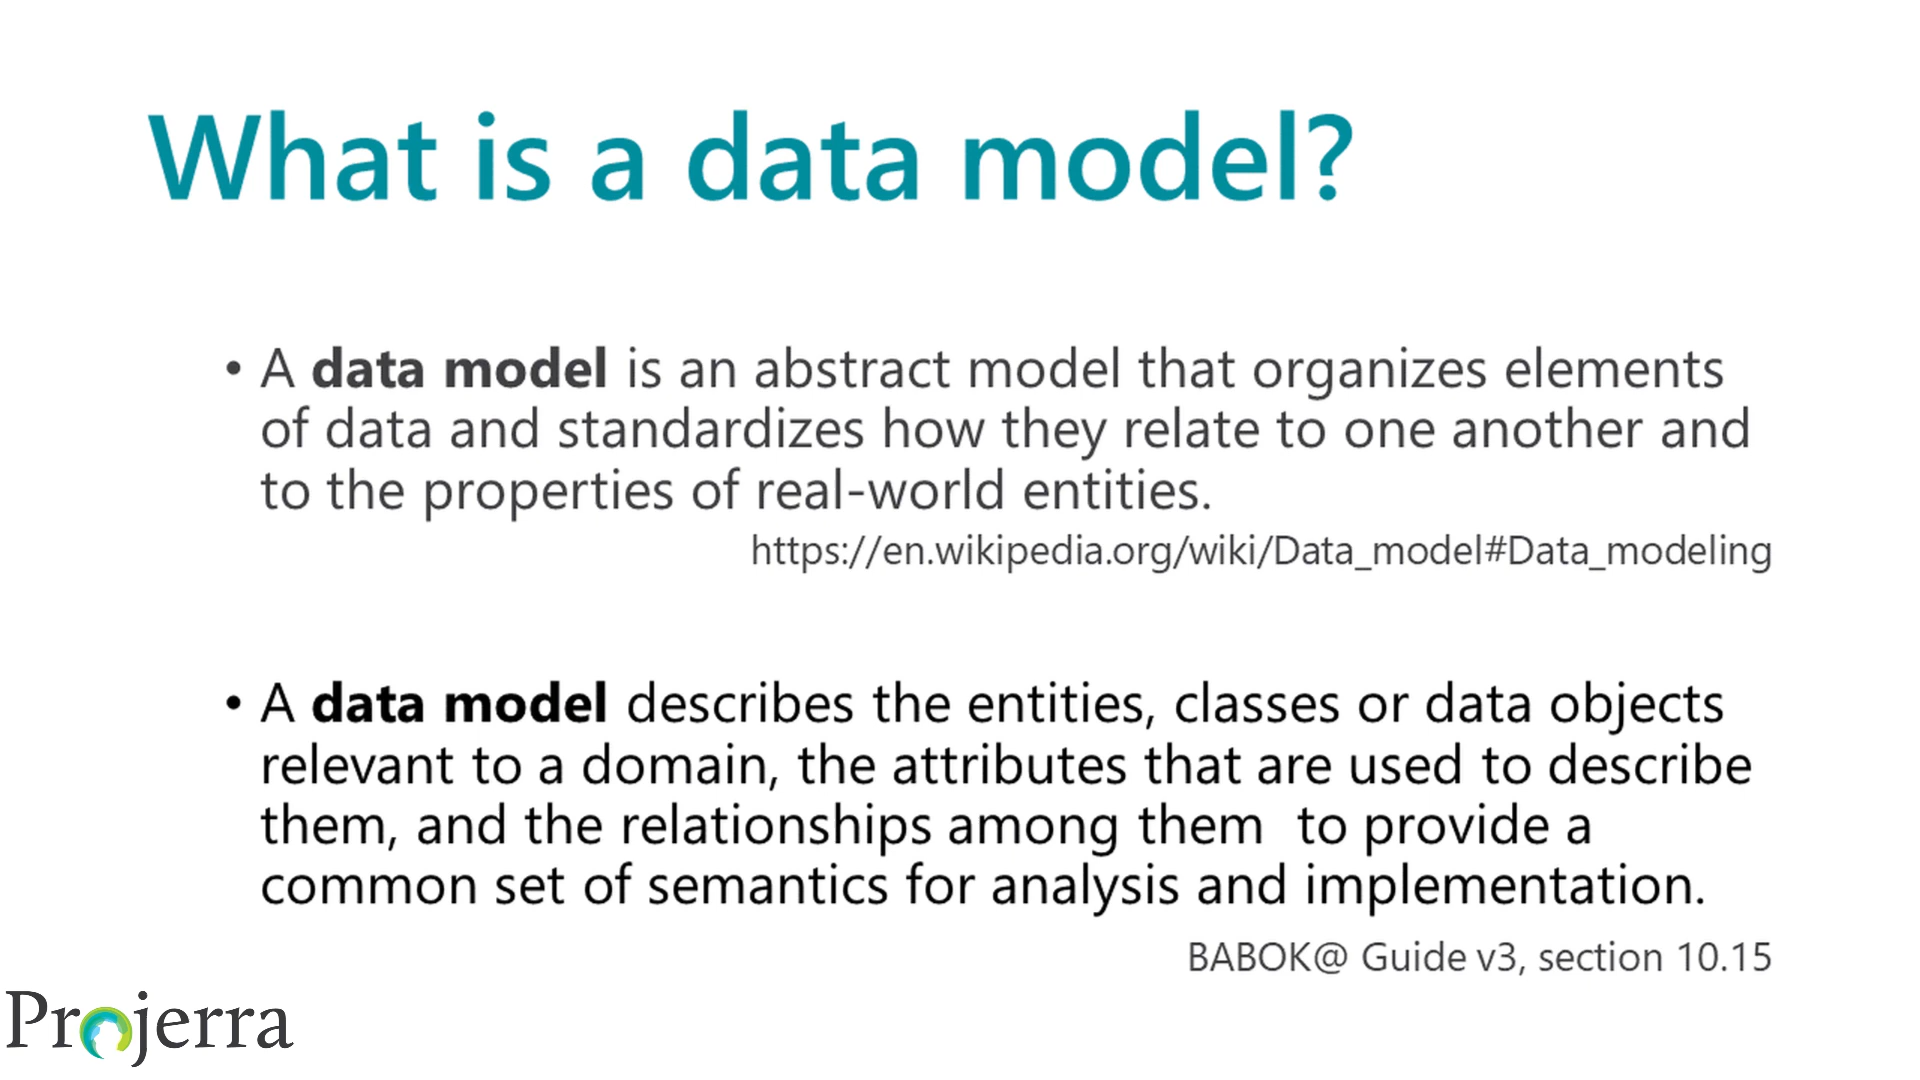 What is a data model?
• A data model is an abstract model that organizes elements
of data and standardizes how they relate to one another and
to the properties of real-world entities.
https://en.wikipedia.org/wiki/Data_model#Data_modeling
• A data model describes the entities, classes or data objects
relevant to a domain, the attributes that are used to describe
them, and the relationships among them  to provide a
common set of semantics for analysis and implementation.
BABOK@ Guide v3, section 10.15
Projerra